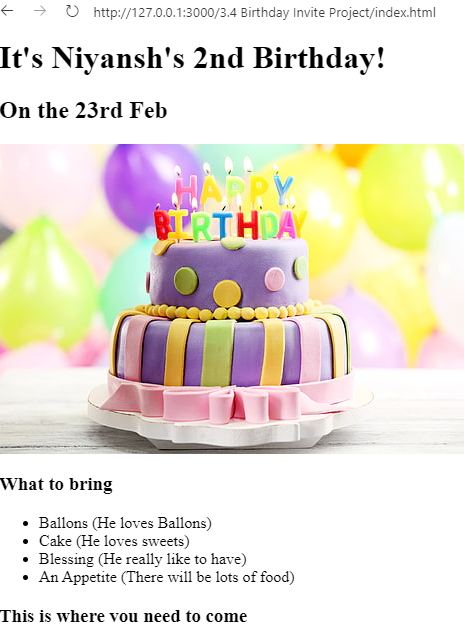 http://127.0.0.1:3000/3.4 Birthday Invite Project/index.html
It's Niyansh's 2nd Birthday!
On the 23rd Feb
HAPPY
BIRTHDAY
What to bring
Ballons (He loves Ballons)
Cake (He loves sweets)
Blessing (He really like to have)
An Appetite (There will be lots of food)
This is where you need to come